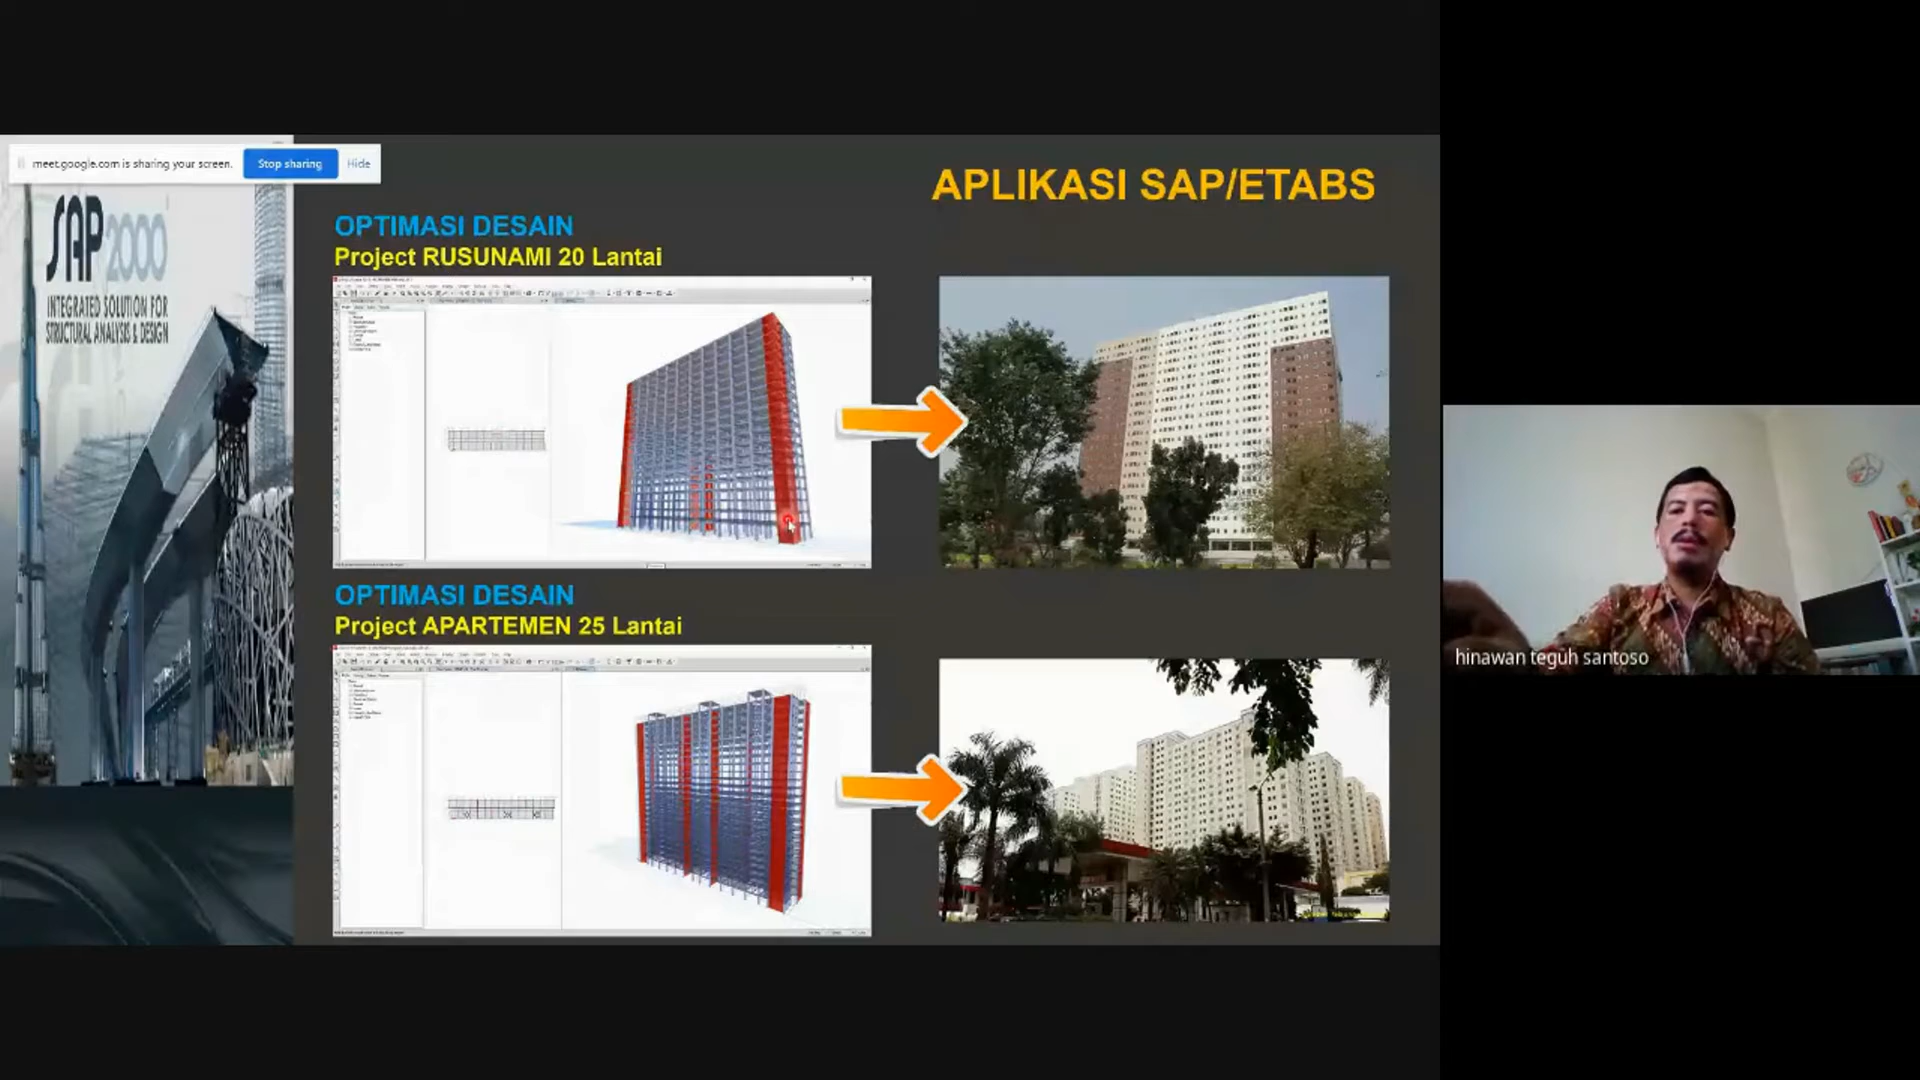 meet.google.com is sharing your screen.
Stop sharing
Hide
SAP2000
INTEGRATED SOLUTION FOR
STRUCTURAL ANALYSIS & DESIGN
APLIKASI SAP/ETABS
OPTIMASI DESAIN
Project RUSUNAMI 20 Lantai
OPTIMASI DESAIN
Project APARTEMEN 25 Lantai
hinawan teguh santoso